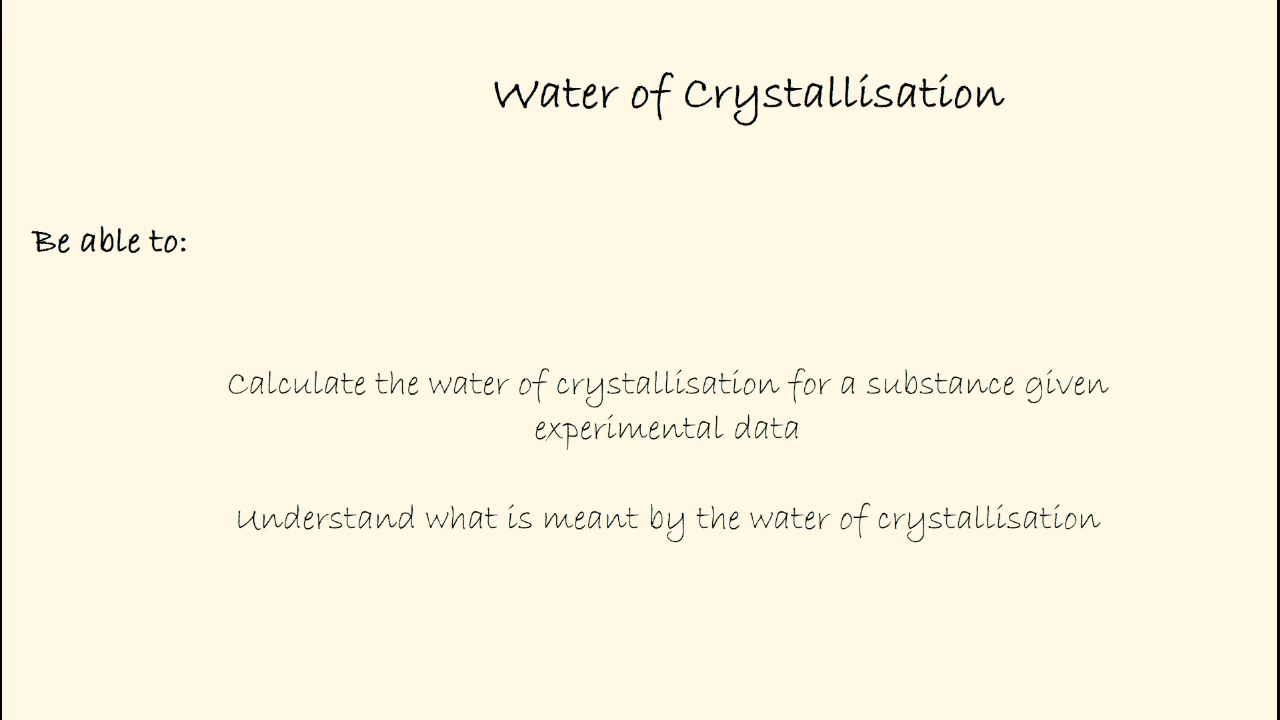 Water of Crystallisation
Be able to:
Calculate the water of crystallisation for a substance given
experimental data
Understand what is meant by the water of crystallisation